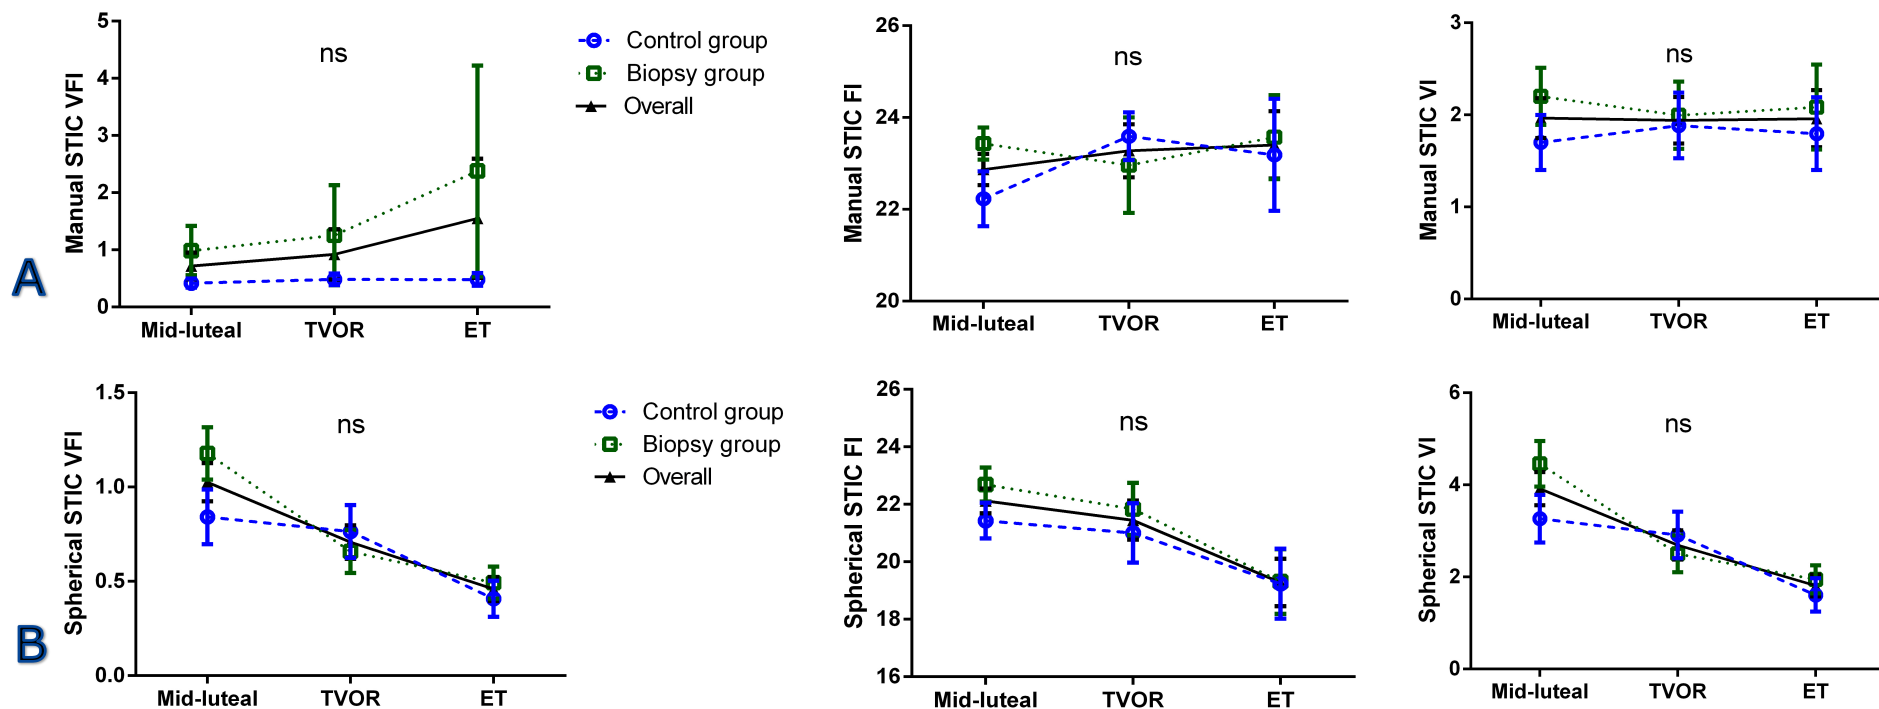 A
Manual STIC VFI
5
4
3
2
1
0
ns
Mid-luteal TVOR ET
Control group
Biopsy group
Overall
Manual STIC FI
26
24
22
20
ns
Mid-luteal TVOR ET
Manual STIC VI
3
2
1
0
ns
Mid-luteal TVOR ET
B
Spherical STIC VFI
1.5
1.0
0.5
0.0
ns
Mid-luteal TVOR ET
Control group
Biopsy group
Overall
Spherical STIC FI
26
24
22
20
18
16
ns
Mid-luteal TVOR ET
Spherical STIC VI
6
4
2
0
ns
Mid-luteal TVOR ET